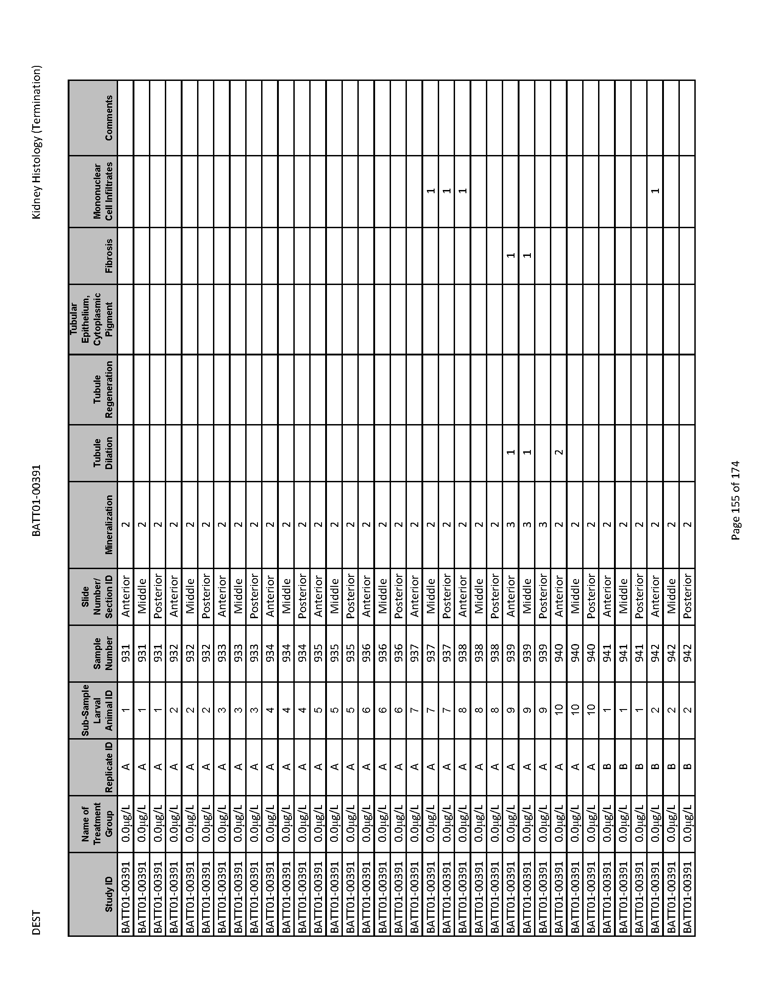 DEST BATT01-00391 Kidney Histology (Termination)
Study ID Name of Treatment Group Replicate ID Sub-Sample Larval Animal ID Sample Number Slide Number/ Section ID Mineralization Tubule Dilation Tubule Regeneration Tubular Epithelium, Cytoplasmic Pigment Fibrosis Mononuclear Cell Infiltrates Comments
BATT01-00391 0.0µg/L A 1 931 Anterior 2
BATT01-00391 0.0µg/L A 1 931 Middle 2
BATT01-00391 0.0µg/L A 1 931 Posterior 2
BATT01-00391 0.0µg/L A 2 932 Anterior 2
BATT01-00391 0.0µg/L A 2 932 Middle 2
BATT01-00391 0.0µg/L A 2 932 Posterior 2
BATT01-00391 0.0µg/L A 3 933 Anterior 2
BATT01-00391 0.0µg/L A 3 933 Middle 2
BATT01-00391 0.0µg/L A 3 933 Posterior 2
BATT01-00391 0.0µg/L A 4 934 Anterior 2
BATT01-00391 0.0µg/L A 4 934 Middle 2
BATT01-00391 0.0µg/L A 4 934 Posterior 2
BATT01-00391 0.0µg/L A 5 935 Anterior 2
BATT01-00391 0.0µg/L A 5 935 Middle 2
BATT01-00391 0.0µg/L A 5 935 Posterior 2
BATT01-00391 0.0µg/L A 6 936 Anterior 2
BATT01-00391 0.0µg/L A 6 936 Middle 2
BATT01-00391 0.0µg/L A 6 936 Posterior 2
BATT01-00391 0.0µg/L A 7 937 Anterior 2
BATT01-00391 0.0µg/L A 7 937 Middle 2 1
BATT01-00391 0.0µg/L A 7 937 Posterior 2 1
BATT01-00391 0.0µg/L A 8 938 Anterior 2 1
BATT01-00391 0.0µg/L A 8 938 Middle 2
BATT01-00391 0.0µg/L A 8 938 Posterior 2
BATT01-00391 0.0µg/L A 9 939 Anterior 3 1 1
BATT01-00391 0.0µg/L A 9 939 Middle 3 1 1
BATT01-00391 0.0µg/L A 9 939 Posterior 3
BATT01-00391 0.0µg/L A 10 940 Anterior 2 2
BATT01-00391 0.0µg/L A 10 940 Middle 2
BATT01-00391 0.0µg/L A 10 940 Posterior 2
BATT01-00391 0.0µg/L B 1 941 Anterior 2
BATT01-00391 0.0µg/L B 1 941 Middle 2
BATT01-00391 0.0µg/L B 1 941 Posterior 2
BATT01-00391 0.0µg/L B 2 942 Anterior 2 1
BATT01-00391 0.0µg/L B 2 942 Middle 2
BATT01-00391 0.0µg/L B 2 942 Posterior 2
Page 155 of 174